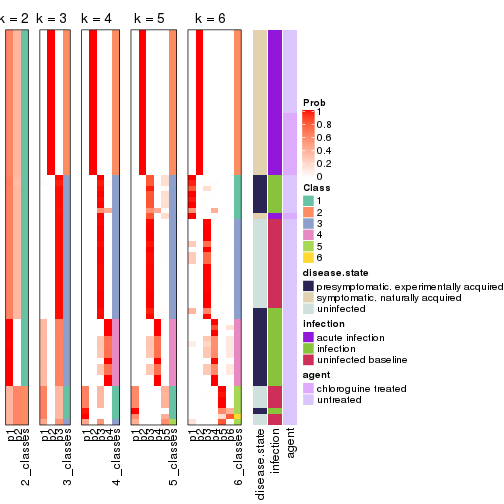 k = 2 k = 3 k = 4 k = 5 k = 6
Prob
1
0.8
0.6
0.4
0.2
0
Class
1
2
3
4
5
6
disease.state
presymptomatic. experimentally acquired
symptomatic. naturally acquired
uninfected
infection
acute infection
infection
uninfected baseline
agent
chloroguine treated
untreated
p1 p2 2_classes p1 p2 p3 3_classes p1 p2 p3 p4 4_classes p1 p2 p3 p4 p5 5_classes p1 p2 p3 p4 p5 p6 6_classes disease.state infection agent